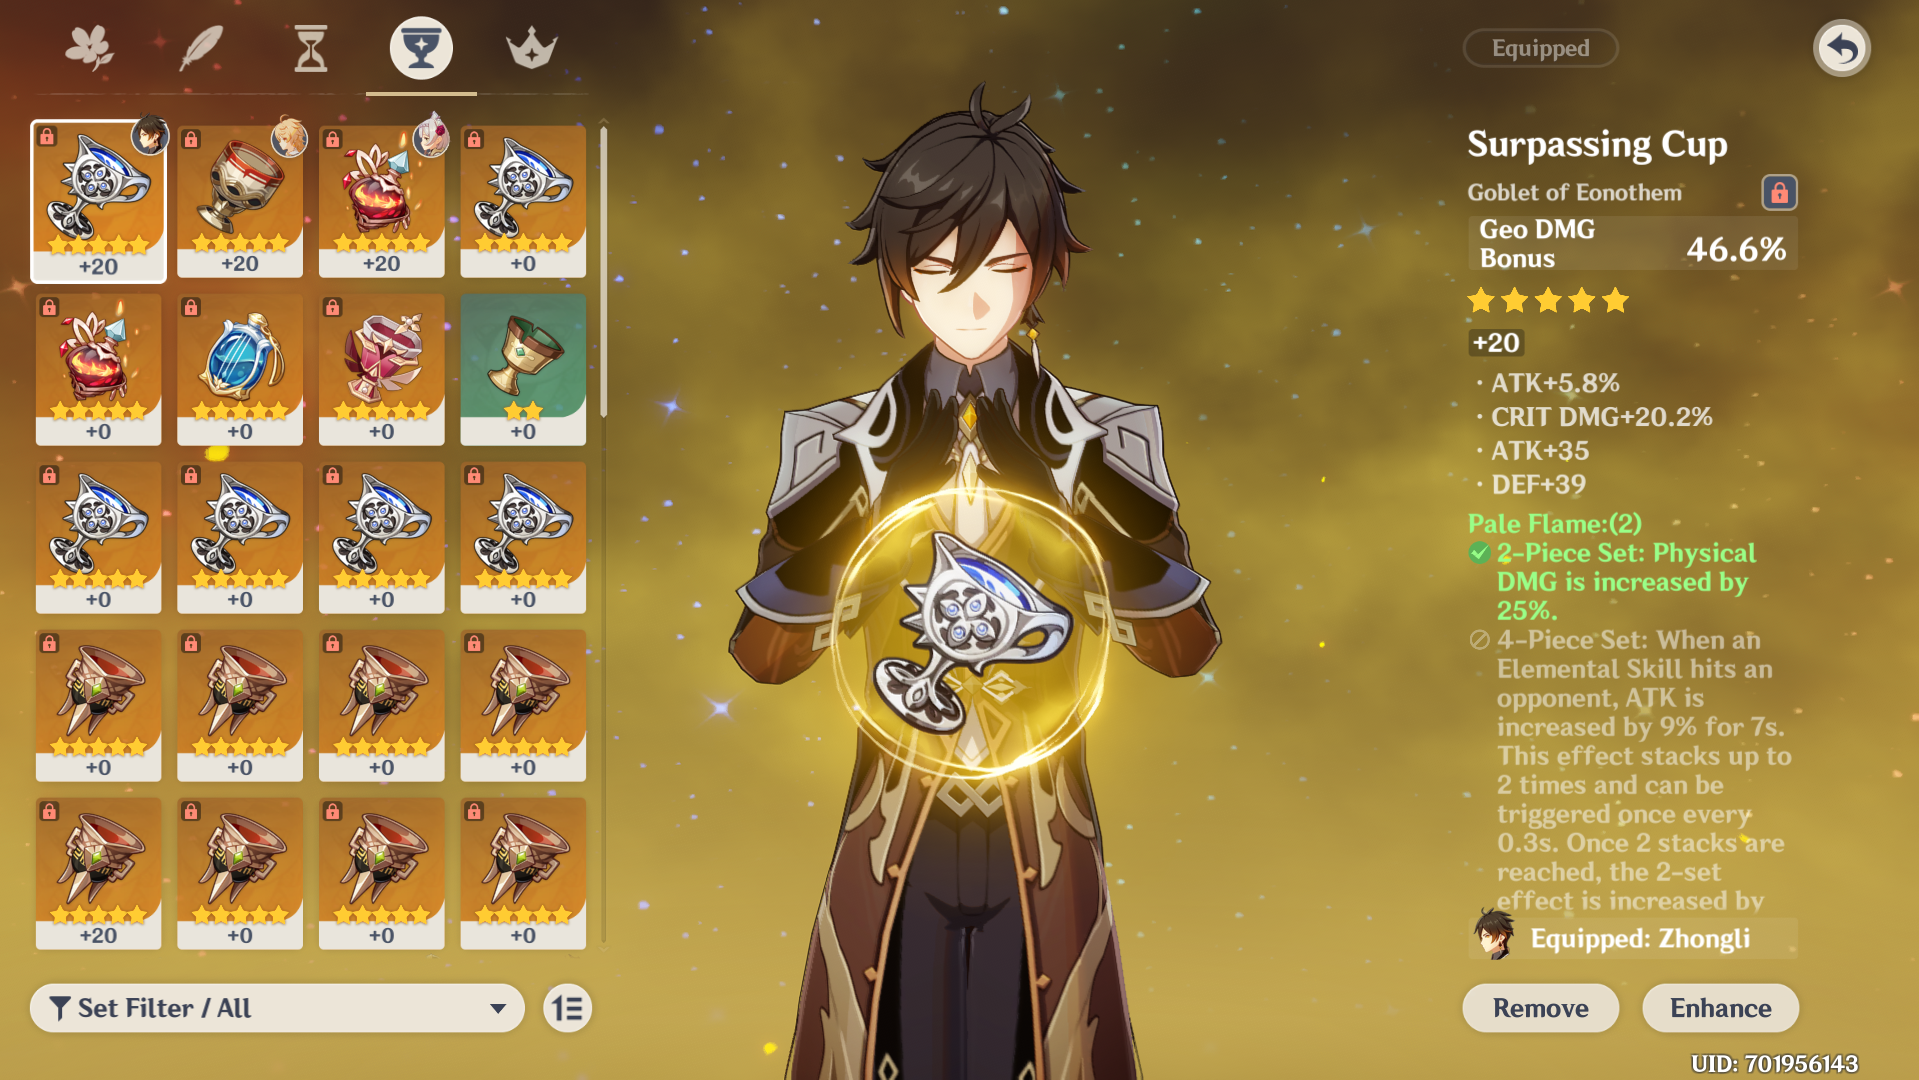 Equipped
Surpassing Cup
Goblet of Eonothem
Geo DMG
Bonus
46.6%
+20
· ATK+5.8%
· CRIT DMG+20.2%
· ATK+35
· DEF+39
Pale Flame:(2)
2-Piece Set: Physical
DMG is increased by
25%.
4-Piece Set: When an
Elemental Skill hits an
opponent, ATK is
increased by 9% for 7s.
This effect stacks up to
2 times and can be
triggered once every
0.3s. Once 2 stacks are
reached, the 2-set
effect is increased by
Equipped: Zhongli
Remove
Enhance
UID: 701956143
+20
+20
+20
+0
+0
+0
+0
+0
+0
+0
+0
+0
+0
+0
+0
+0
+20
+0
+0
+0
Set Filter / All
1